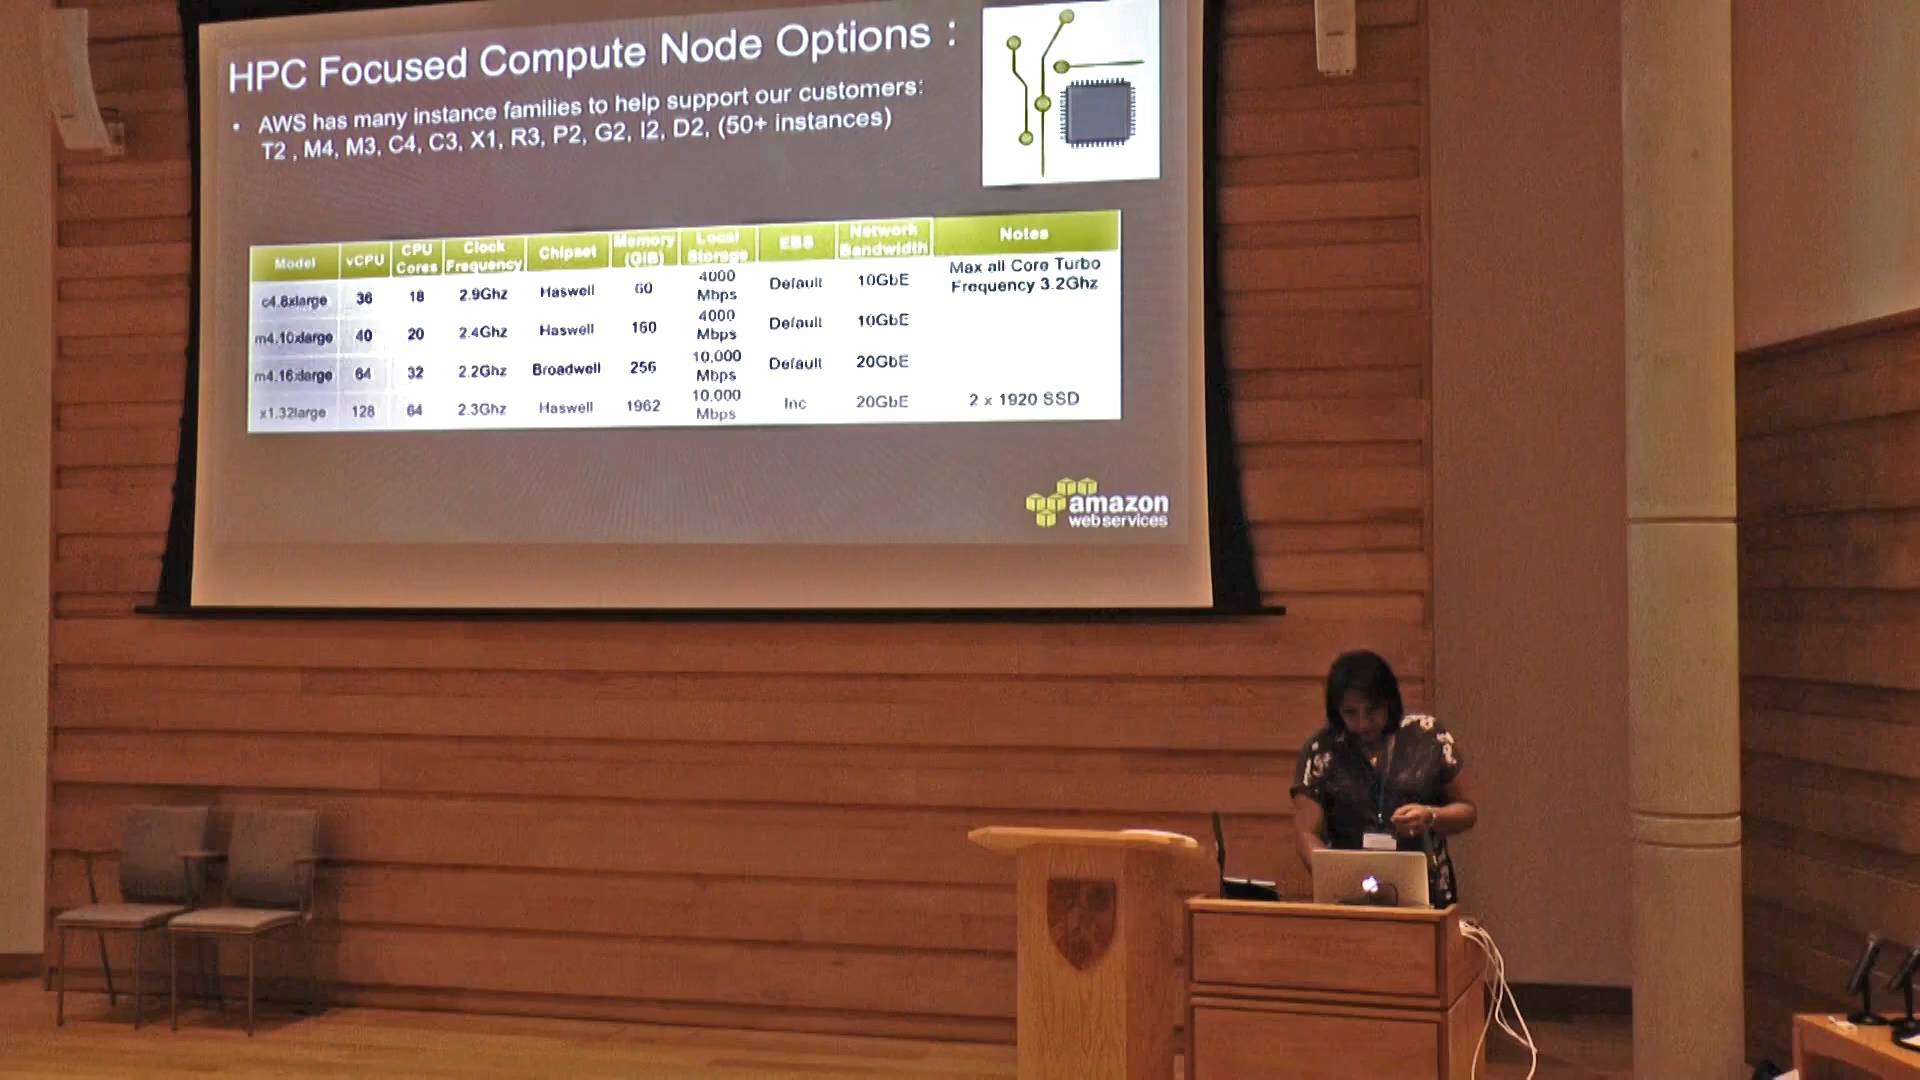 HPC Focused Compute Node Options :
• AWS has many instance families to help support our customers:
T2 , M4, M3, C4, C3, X1, R3, P2, G2, I2, D2, (50+ instances)
Model vCPU CPU Cores Clock Frequency Chipset Memory (GiB) Local Storage EBS Network Bandwidth Notes
c4.8xlarge 36 18 2.9Ghz Haswell 60 4000 Mbps Default 10GbE Max all Core Turbo Frequency 3.2Ghz
m4.10xlarge 40 20 2.4Ghz Haswell 160 4000 Mbps Default 10GbE
m4.16xlarge 64 32 2.2Ghz Broadwell 256 10,000 Mbps Default 20GbE
x1.32large 128 64 2.3Ghz Haswell 1962 10,000 Mbps Inc 20GbE 2 x 1920 SSD
amazon
webservices